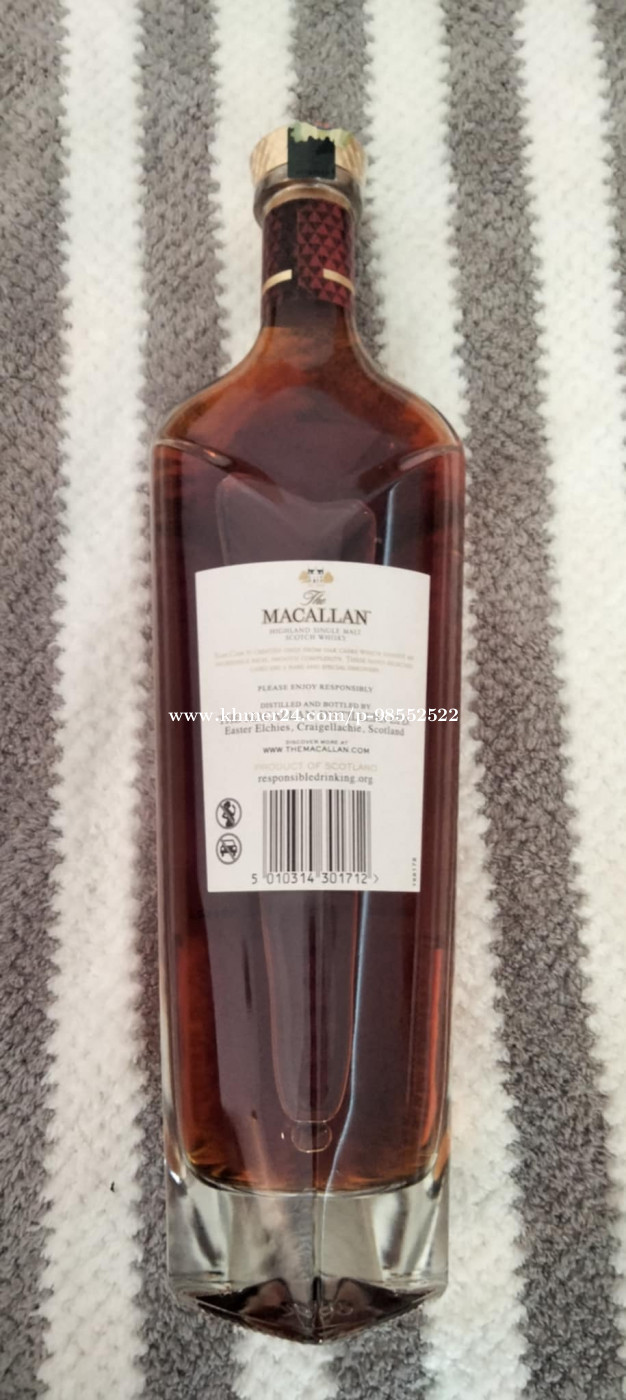 The
MACALLAN
HIGHLAND SINGLE MALT
SCOTCH WHISKY
PLEASE ENJOY RESPONSIBLY
DISTILLED AND BOTTLED BY
www.khmer24.com/p-98552522
Easter Elchies, Craigellachie, Scotland
DISCOVER MORE AT
WWW.THEMACALLAN.COM
PRODUCT OF SCOTLAND
responsibledrinking.org
5 010314 301712 >